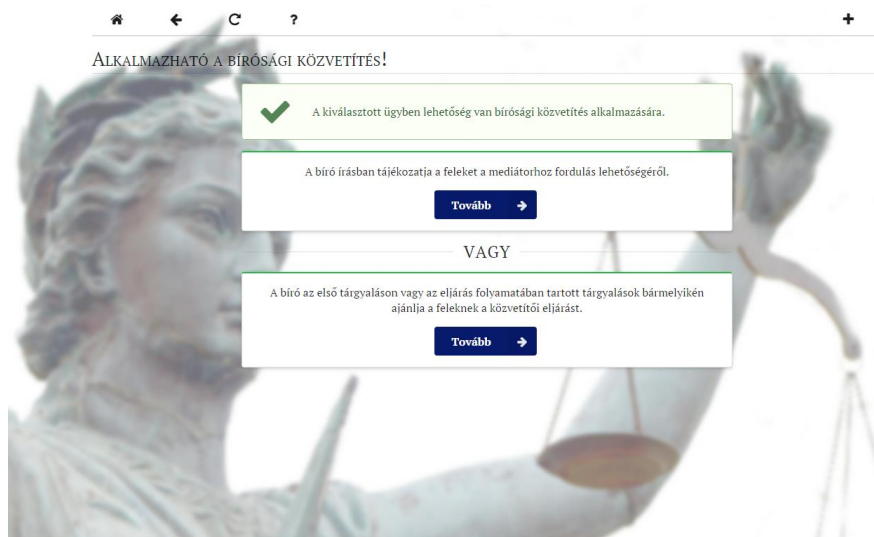 Alkalmazható a bírósági közvetítés!
A kiválasztott ügyben lehetőség van bírósági közvetítés alkalmazására.
A bíró írásban tájékozatja a feleket a mediátorhoz fordulás lehetőségéről.
Tovább
VAGY
A bíró az első tárgyaláson vagy az eljárás folyamatában tartott tárgyalások bármelyikén
ajánlja a feleknek a közvetítői eljárást.
Tovább